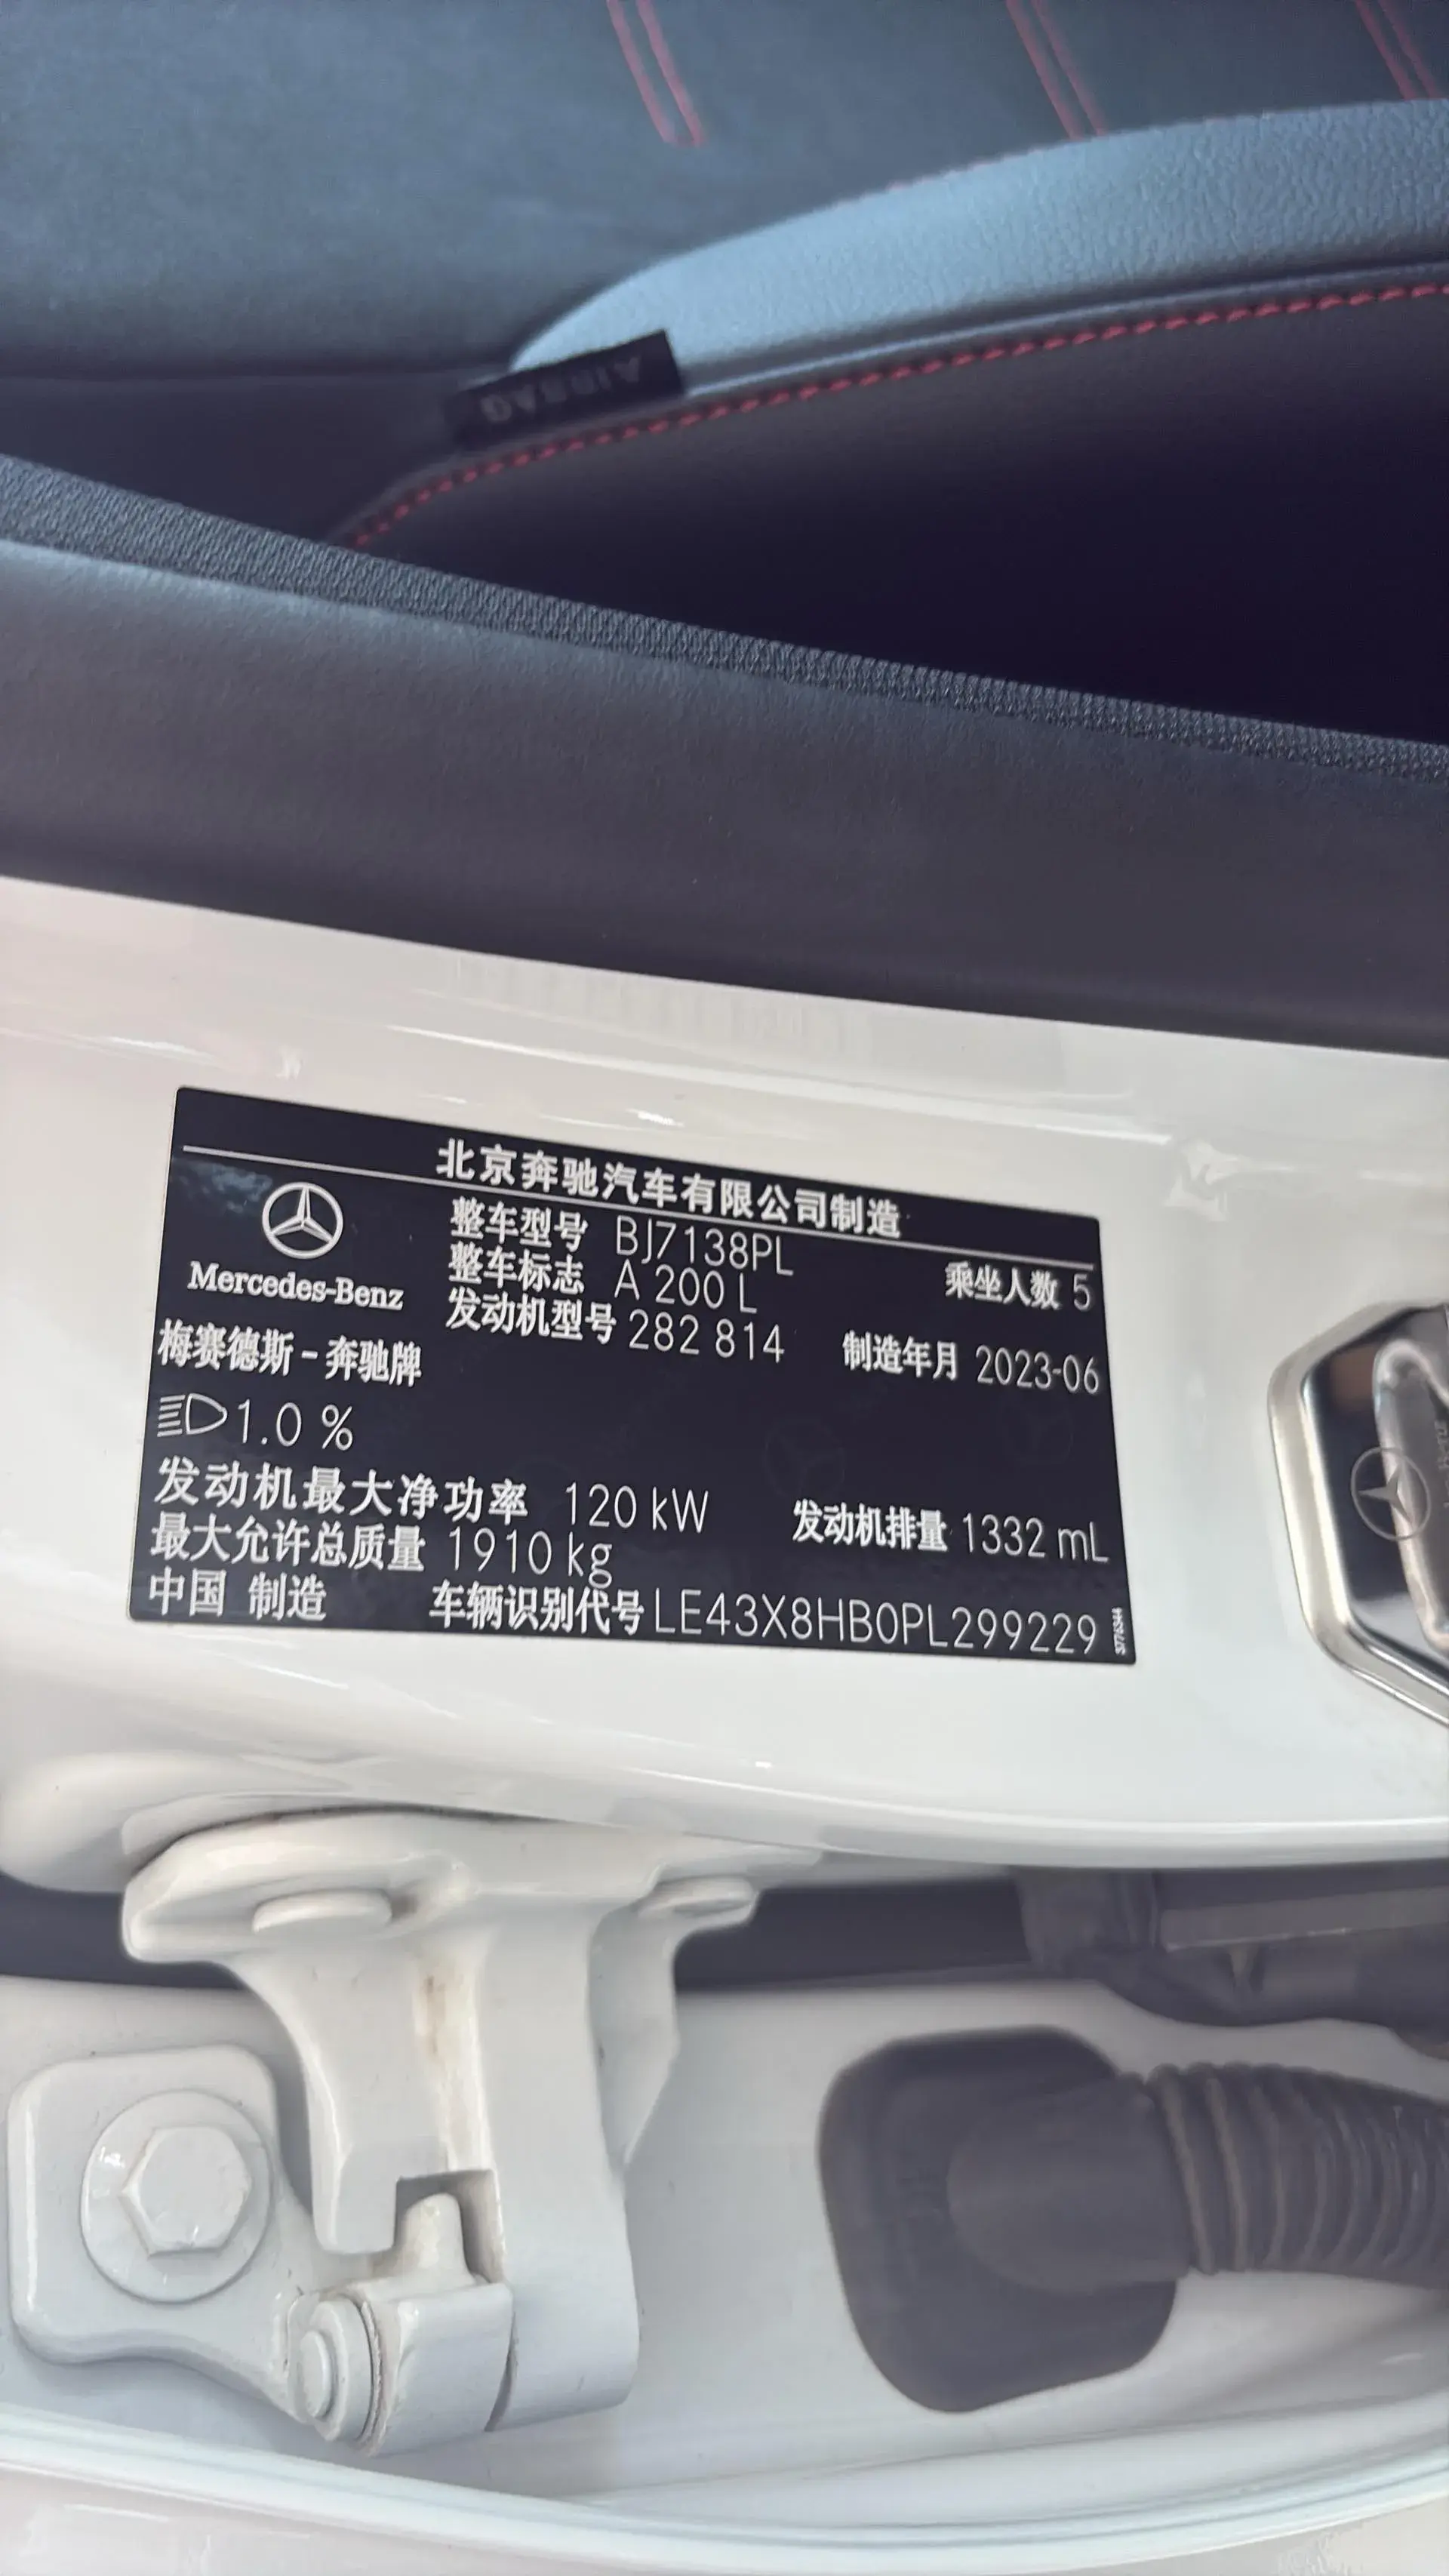 AIRBAG
北京奔驰汽车有限公司制造
Mercedes-Benz
梅赛德斯-奔驰牌
整车型号 BJ7138PL
整车标志 A 200 L 乘坐人数 5
发动机型号 282 814 制造年月 2023-06
1.0 %
发动机最大净功率 120 kW 发动机排量 1332 mL
最大允许总质量 1910 kg
中国 制造 车辆识别代号 LE43X8HB0PL299229